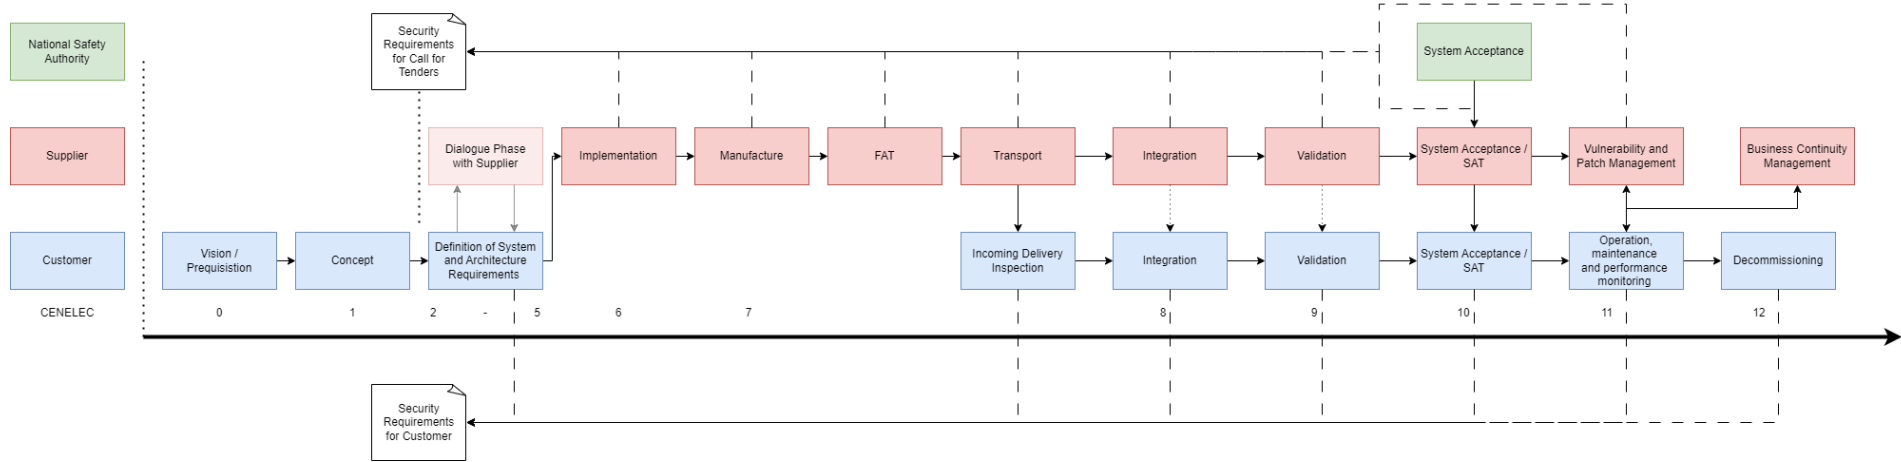 National Safety
Authority
Security
Requirements
for Call for
Tenders
System Acceptance
Supplier
Dialogue Phase
with Supplier
Implementation
Manufacture
FAT
Transport
Integration
Validation
System Acceptance /
SAT
Vulnerability and
Patch Management
Business Continuity
Management
Customer
Vision /
Prequisistion
Concept
Definition of System
and Architecture
Requirements
Incoming Delivery
Inspection
Integration
Validation
System Acceptance /
SAT
Operation,
maintenance
and performance
monitoring
Decommissioning
CENELEC 0 1 2 - 5 6 7 8 9 10 11 12
Security
Requirements
for Customer